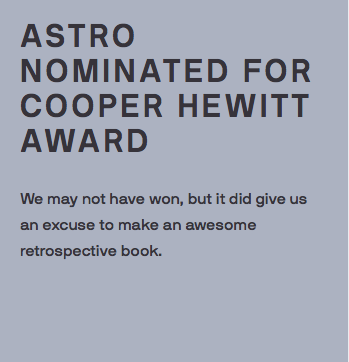 ASTRO
NOMINATED FOR
COOPER HEWITT
AWARD
We may not have won, but it did give us
an excuse to make an awesome
retrospective book.